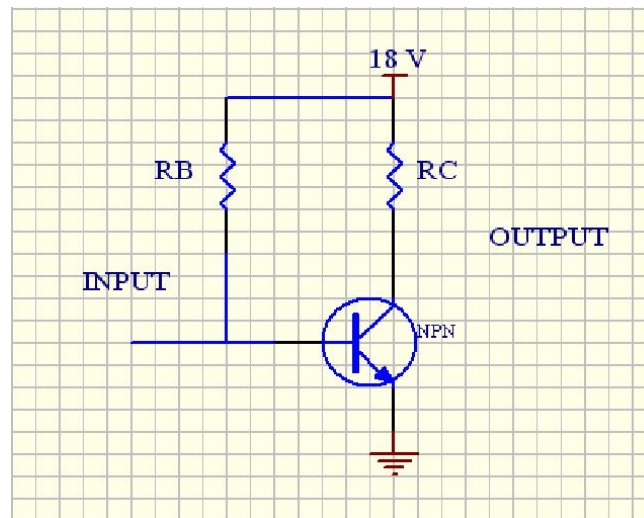 18 V
RB
RC
OUTPUT
INPUT
NPN